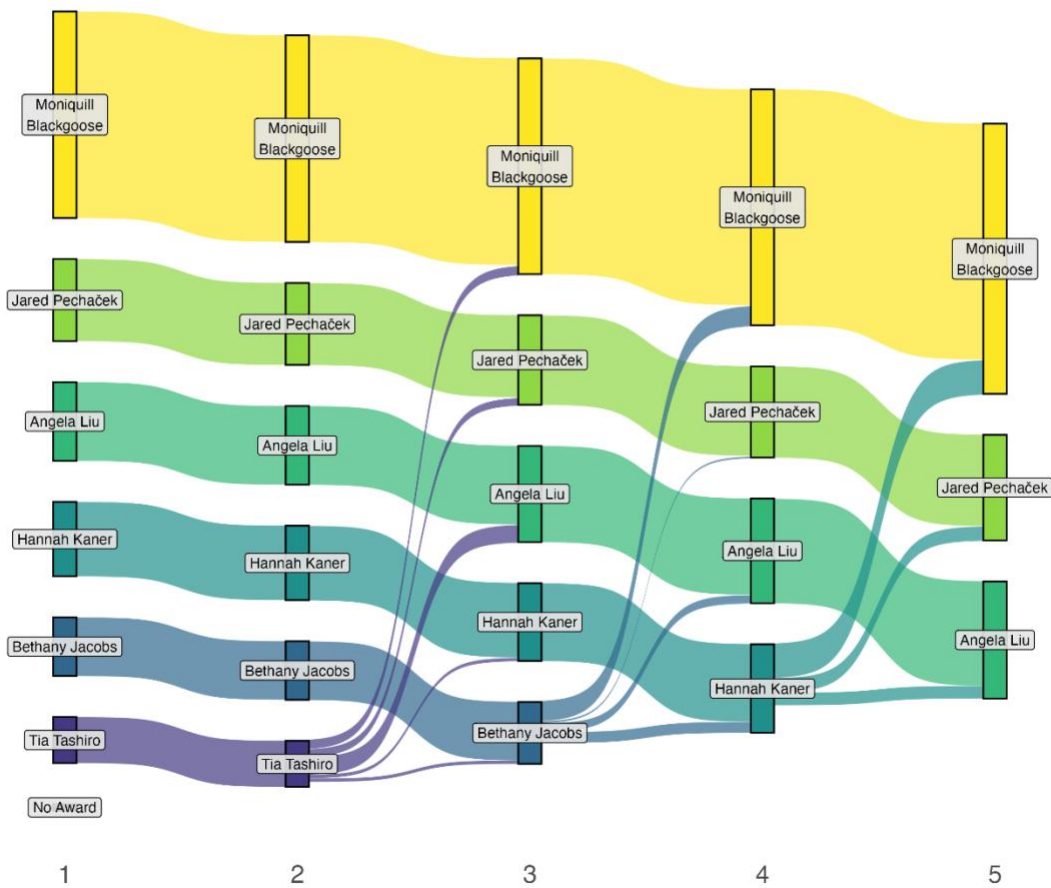 Moniquill
Blackgoose
Jared Pechaček
Angela Liu
Hannah Kaner
Bethany Jacobs
Tia Tashiro
No Award
Moniquill
Blackgoose
Jared Pechaček
Angela Liu
Hannah Kaner
Bethany Jacobs
Tia Tashiro
Moniquill
Blackgoose
Jared Pechaček
Angela Liu
Hannah Kaner
Bethany Jacobs
Moniquill
Blackgoose
Jared Pechaček
Angela Liu
Hannah Kaner
Moniquill
Blackgoose
Jared Pechaček
Angela Liu
1 2 3 4 5